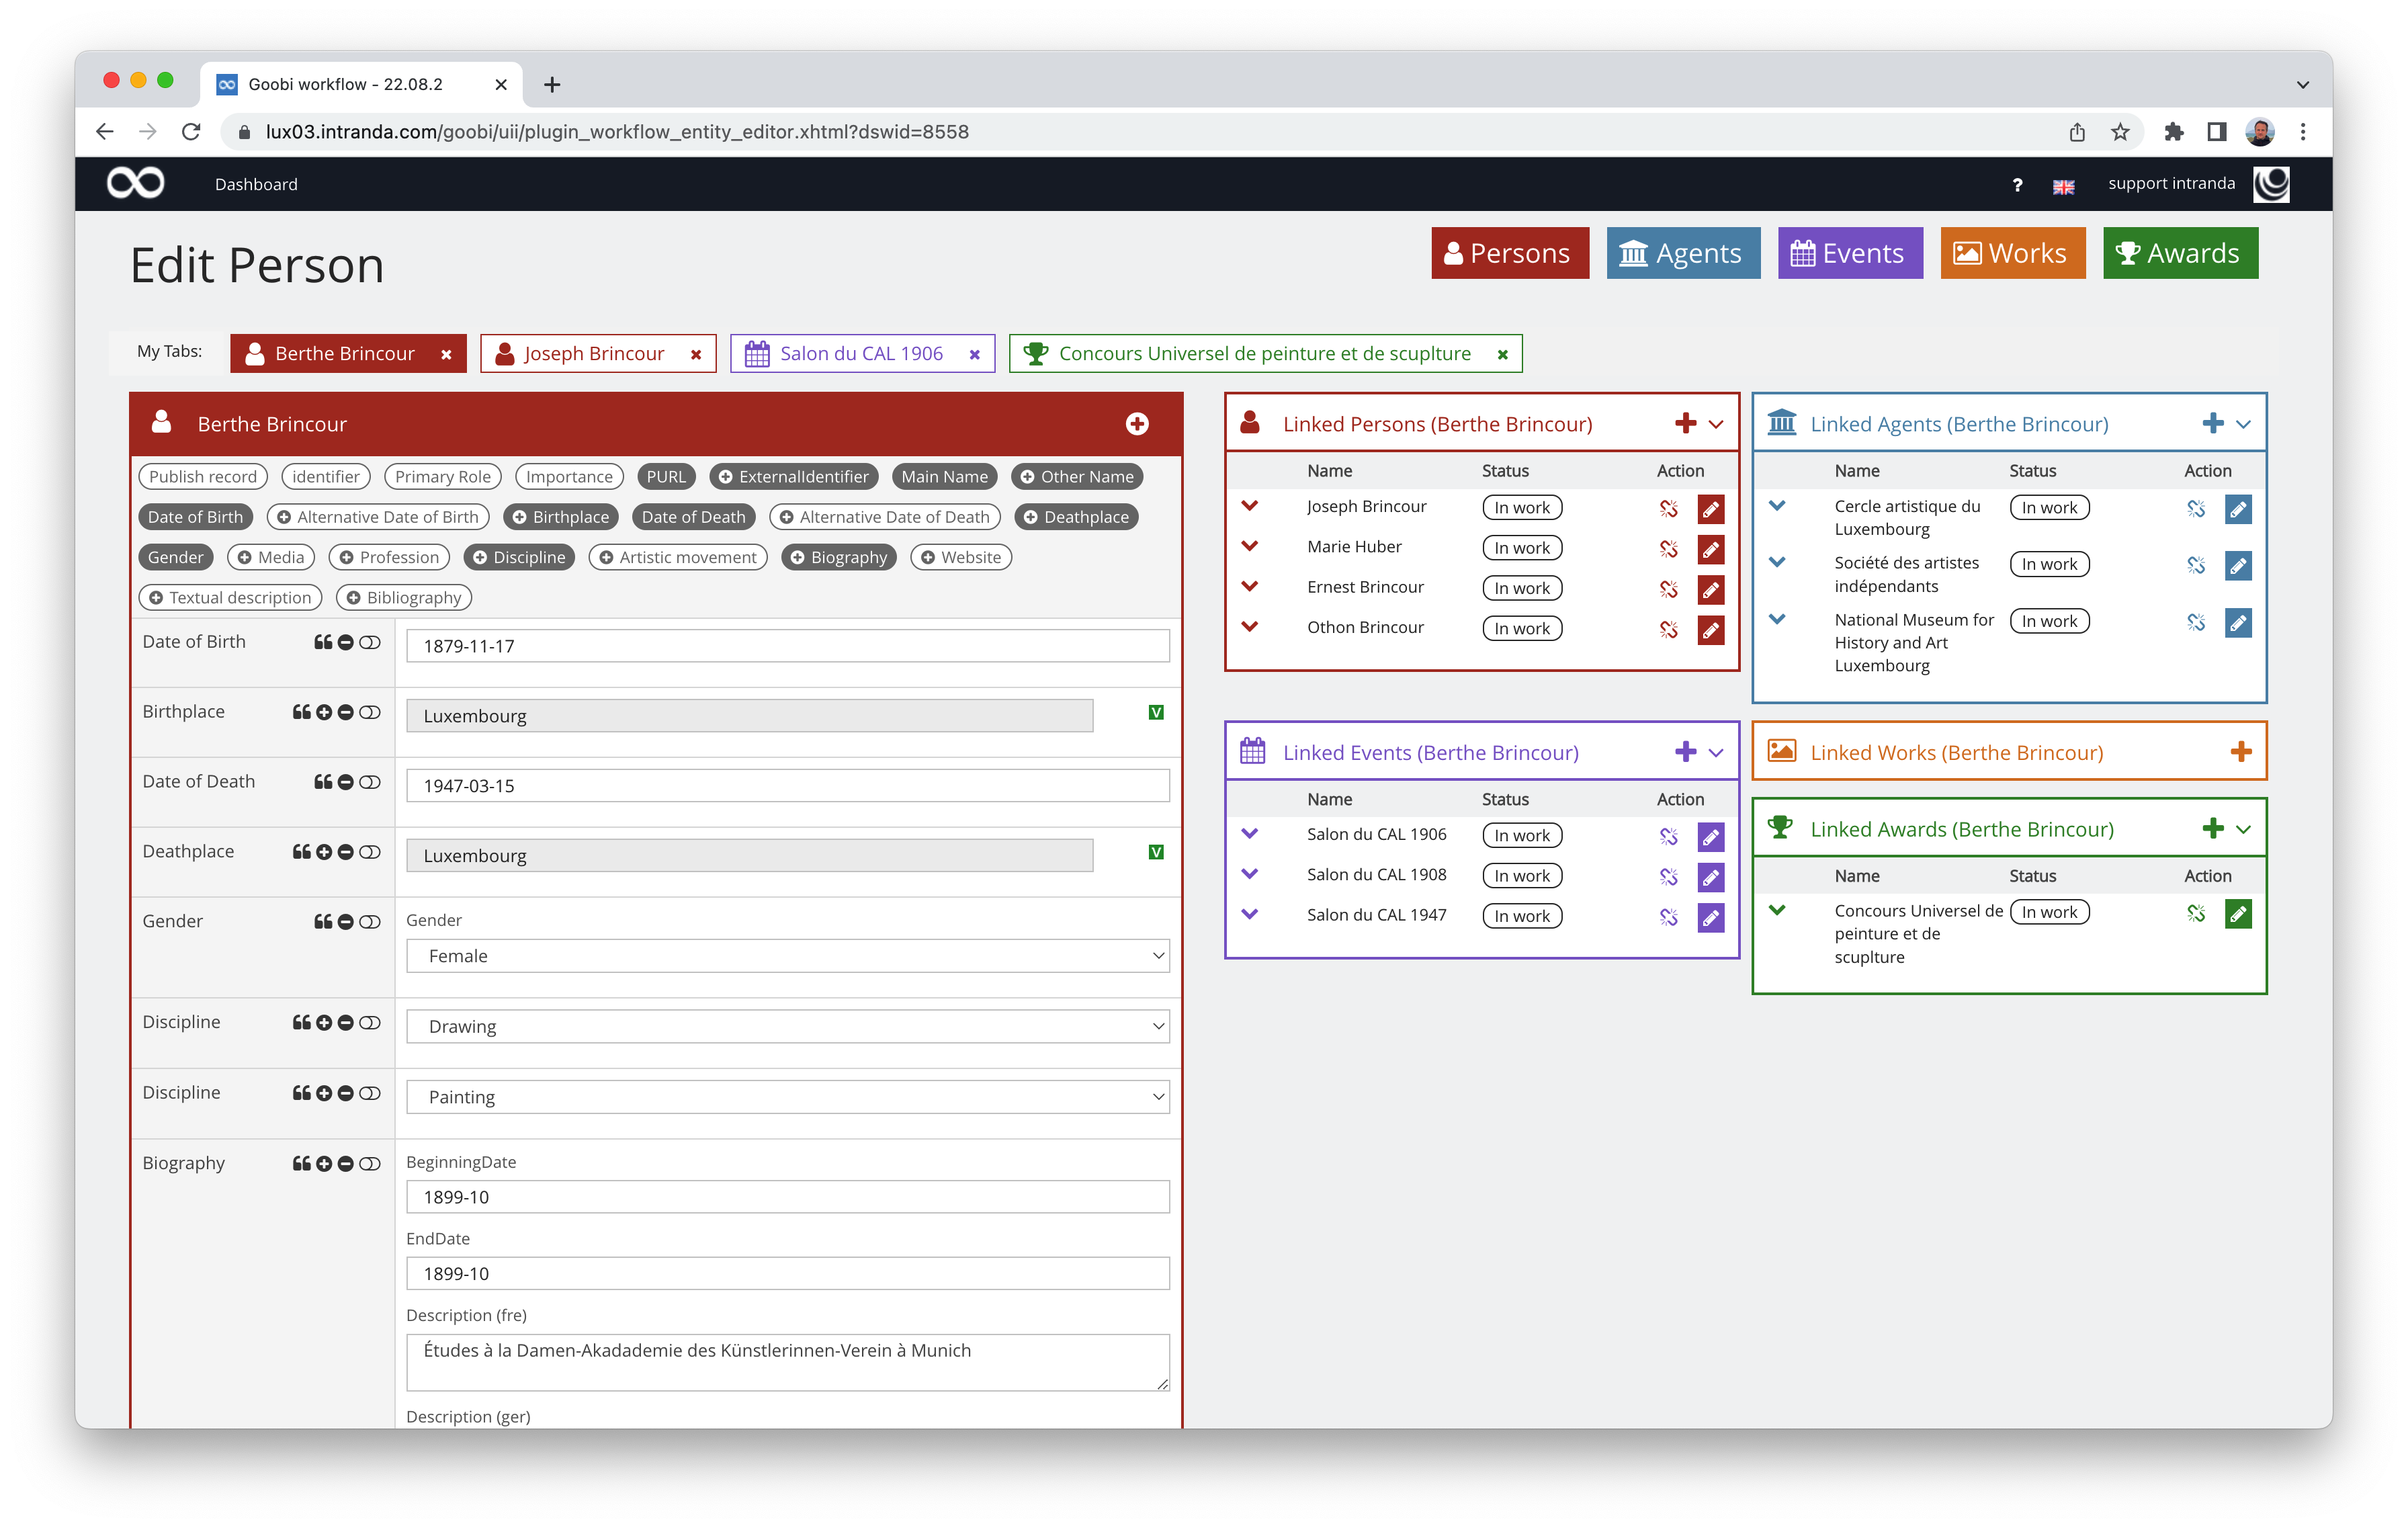 Goobi workflow - 22.08.2
lux03.intranda.com/goobi/uii/plugin_workflow_entity_editor.xhtml?dswid=8558
Dashboard
? support intranda
Edit Person
Persons Agents Events Works Awards
My Tabs: Berthe Brincour Joseph Brincour Salon du CAL 1906 Concours Universel de peinture et de scuplture
Berthe Brincour
Publish record identifier Primary Role Importance PURL ExternalIdentifier Main Name Other Name
Date of Birth Alternative Date of Birth Birthplace Date of Death Alternative Date of Death Deathplace
Gender Media Profession Discipline Artistic movement Biography Website
Textual description Bibliography
Date of Birth 1879-11-17
Birthplace Luxembourg V
Date of Death 1947-03-15
Deathplace Luxembourg V
Gender Gender
Female
Discipline Drawing
Discipline Painting
Biography BeginningDate
1899-10
EndDate
1899-10
Description (fre)
Études à la Damen-Akadademie des Künstlerinnen-Verein à Munich
Description (ger)
Linked Persons (Berthe Brincour)
Name Status Action
Joseph Brincour In work
Marie Huber In work
Ernest Brincour In work
Othon Brincour In work
Linked Agents (Berthe Brincour)
Name Status Action
Cercle artistique du In work
Luxembourg
Société des artistes In work
indépendants
National Museum for In work
History and Art
Luxembourg
Linked Events (Berthe Brincour)
Name Status Action
Salon du CAL 1906 In work
Salon du CAL 1908 In work
Salon du CAL 1947 In work
Linked Works (Berthe Brincour)
Linked Awards (Berthe Brincour)
Name Status Action
Concours Universel de In work
peinture et de
scuplture